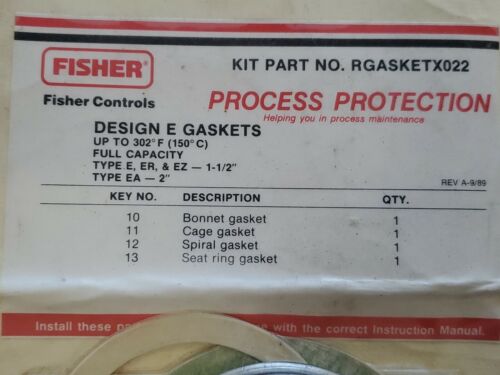 FISHER®
KIT PART NO. RGASKETX022
Fisher Controls
PROCESS PROTECTION
Helping you in process maintenance
DESIGN E GASKETS
UP TO 302°F (150°C)
FULL CAPACITY
TYPE E, ER, & EZ — 1-1/2"
TYPE EA — 2"
REV A-9/89
KEY NO. DESCRIPTION QTY.
10 Bonnet gasket 1
11 Cage gasket 1
12 Spiral gasket 1
13 Seat ring gasket 1
Install these with the correct Instruction Manual.